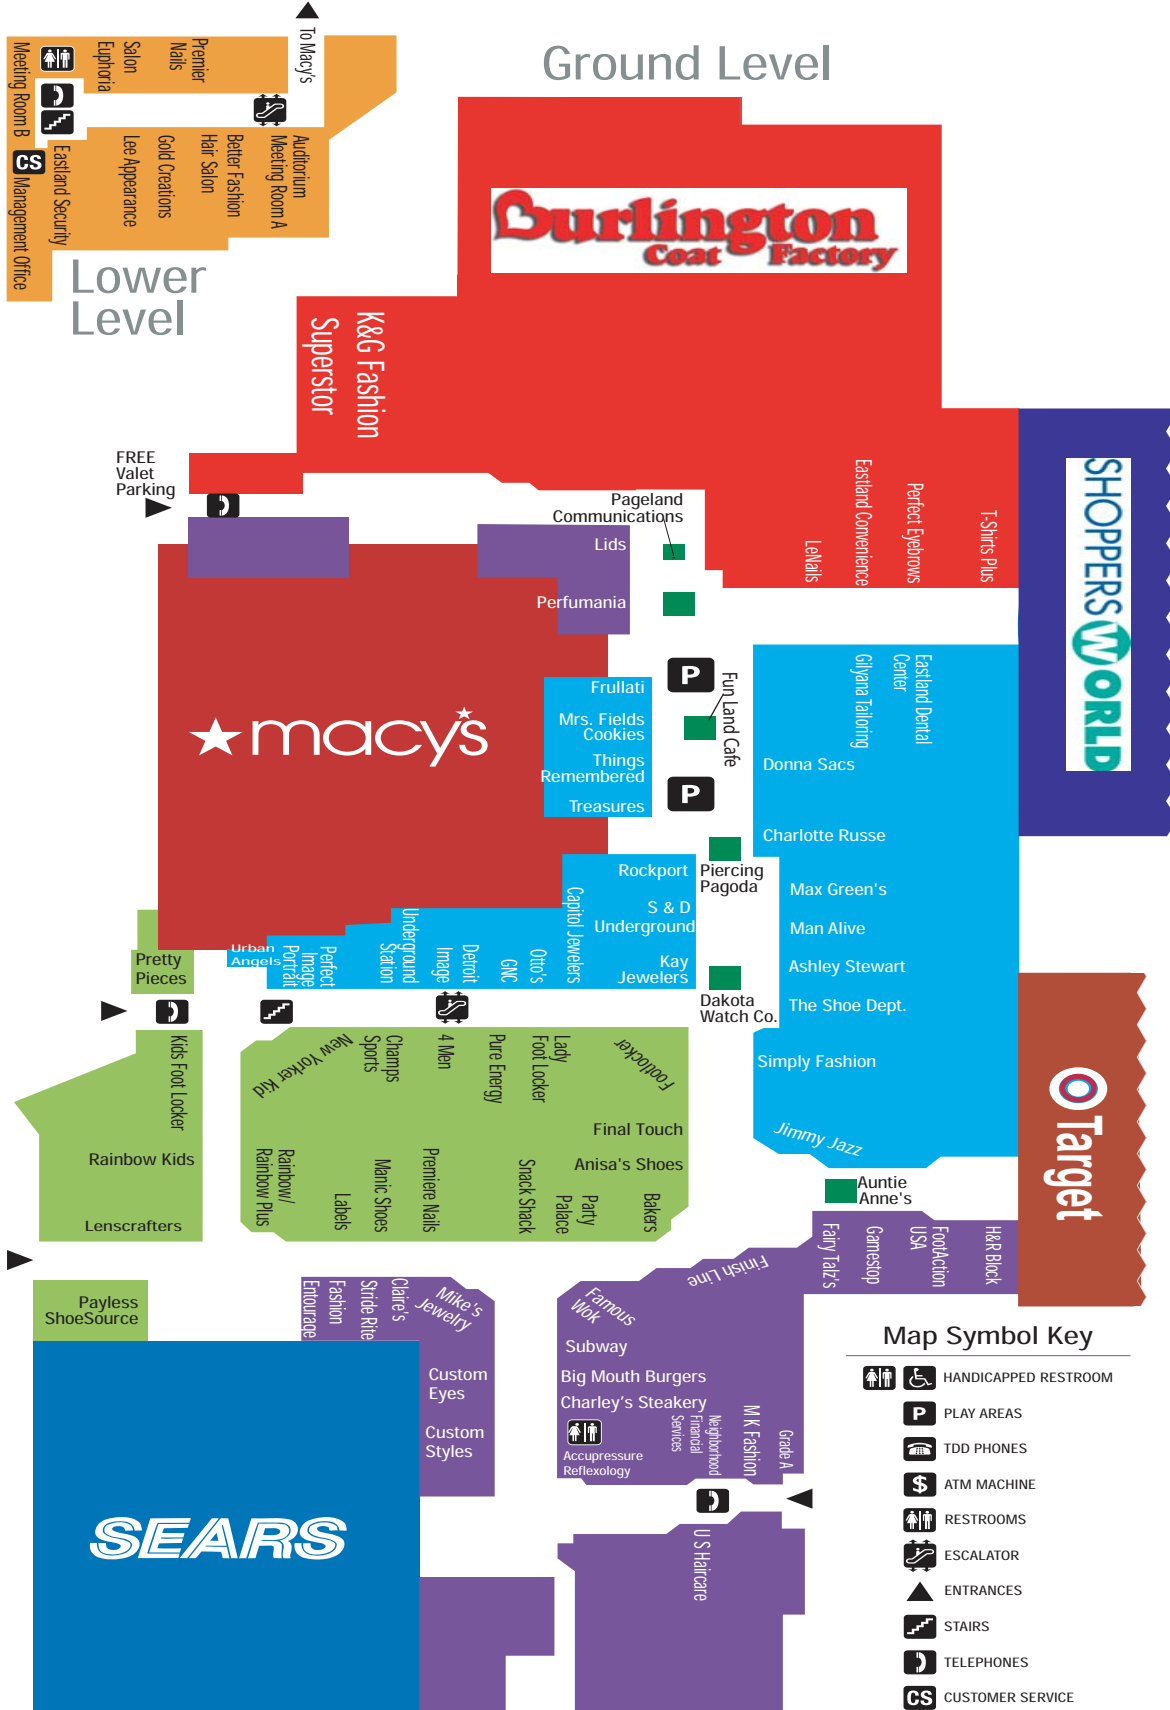 Ground Level
To Macy's
Meeting Room B
Euphoria
Salon
Nails
Premier
CS
Management Office
Eastland Security
Lee Appearance
Gold Creations
Hair Salon
Better Fashion
Meeting Room A
Auditorium
Lower
Level
Burlington
Coat Factory
K&G Fashion
Superstor
FREE
Valet
Parking
Pageland
Communications
Eastland Convenience
Perfect Eyebrows
T-Shirts Plus
LeNails
SHOPPERS WORLD
Lids
Perfumania
macy's
Frullati
Mrs. Fields
Cookies
Things
Remembered
Treasures
P
Fun Land Cafe
P
Gilyana Tailoring
Eastland Dental
Center
Donna Sacs
Charlotte Russe
Max Green's
Man Alive
Ashley Stewart
The Shoe Dept.
Simply Fashion
Jimmy Jazz
Piercing
Pagoda
Dakota
Watch Co.
Rockport
S & D
Underground
Kay
Jewelers
Capitol Jewelers
Otto's
GNC
Detroit
Image
Underground
Station
Perfect
Image
Portrait
Urban
Angels
Pretty
Pieces
Kids Foot Locker
Rainbow Kids
Lenscrafters
New Yorker Kid
Champs
Sports
4 Men
Pure Energy
Lady
Foot Locker
Footlocker
Final Touch
Anisa's Shoes
Rainbow/
Rainbow Plus
Labels
Manic Shoes
Premiere Nails
Snack Shack
Party
Palace
Bakers
Target
Auntie
Anne's
Fairy Talz's
Gamestop
FootAction
USA
H&R Block
Payless
ShoeSource
Entourage
Fashion
Stride Rite
Claire's
Mike's
Jewelry
Custom
Eyes
Custom
Styles
Finish Line
Famous
Wok
Subway
Big Mouth Burgers
Charley's Steakery
Accupressure
Reflexology
Neighborhood
Financial
Services
M K Fashion
Grade A
U S Haircare
SEARS
Map Symbol Key
HANDICAPPED RESTROOM
P PLAY AREAS
TDD PHONES
$ ATM MACHINE
RESTROOMS
ESCALATOR
ENTRANCES
STAIRS
TELEPHONES
CS CUSTOMER SERVICE